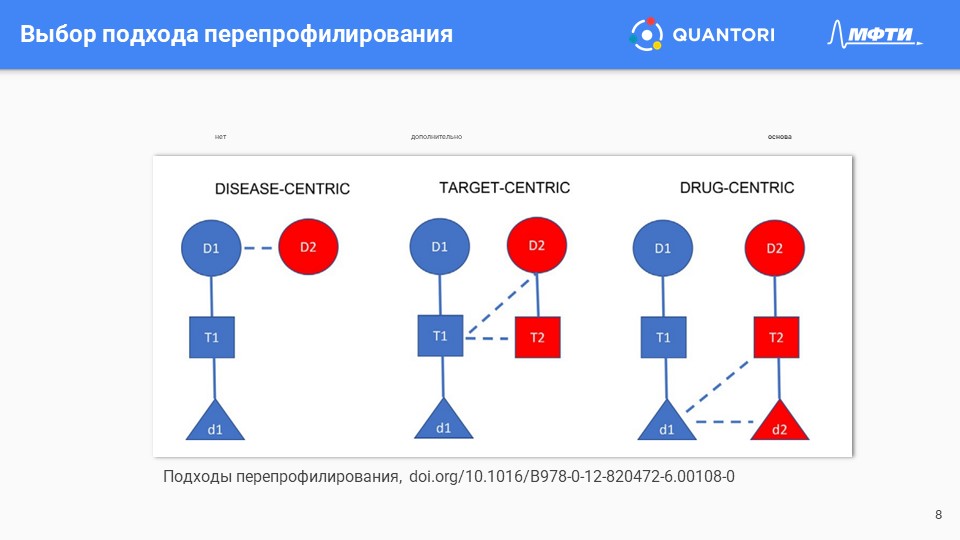 Выбор подхода перепрофилирования
QUANTORI
МФТИ
нет
дополнительно
основа
DISEASE-CENTRIC
TARGET-CENTRIC
DRUG-CENTRIC
D1
D2
D1
D2
D1
D2
T1
T1
T2
T1
T2
d1
d1
d1
d2
Подходы перепрофилирования, doi.org/10.1016/B978-0-12-820472-6.00108-0
8